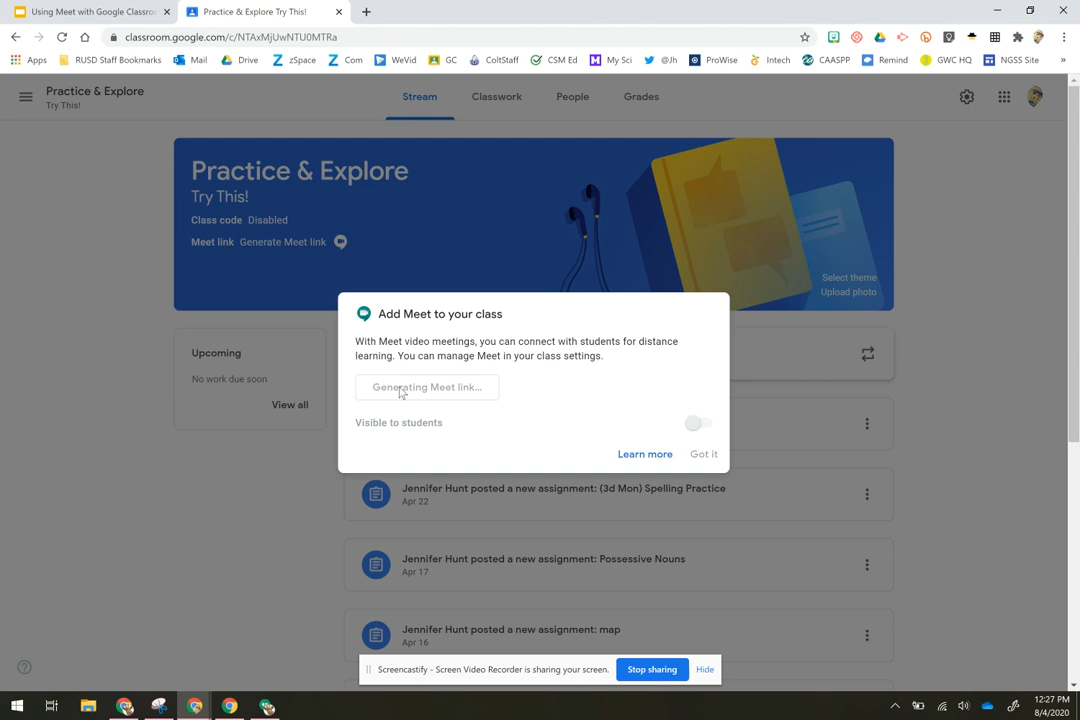 Using Meet with Google Classroo
Practice & Explore Try This!
classroom.google.com/c/NTAxMjUwNTU0MTRa
Apps
RUSD Staff Bookmarks
Mail
Drive
zSpace
Com
WeVid
GC
ColtStaff
CSM Ed
My Sci
@Jh
ProWise
Intech
CAASPP
Remind
GWC HQ
NGSS Site
»
Practice & Explore
Try This!
Stream
Classwork
People
Grades
Practice & Explore
Try This!
Class code Disabled
Meet link Generate Meet link
Select theme
Upload photo
Add Meet to your class
With Meet video meetings, you can connect with students for distance
learning. You can manage Meet in your class settings.
Generating Meet link...
Visible to students
Learn more
Got it
Upcoming
No work due soon
View all
Jennifer Hunt posted a new assignment: (3d Mon) Spelling Practice
Apr 22
Jennifer Hunt posted a new assignment: Possessive Nouns
Apr 17
Jennifer Hunt posted a new assignment: map
Apr 16
Screencastify - Screen Video Recorder is sharing your screen.
Stop sharing
Hide
12:27 PM
8/4/2020